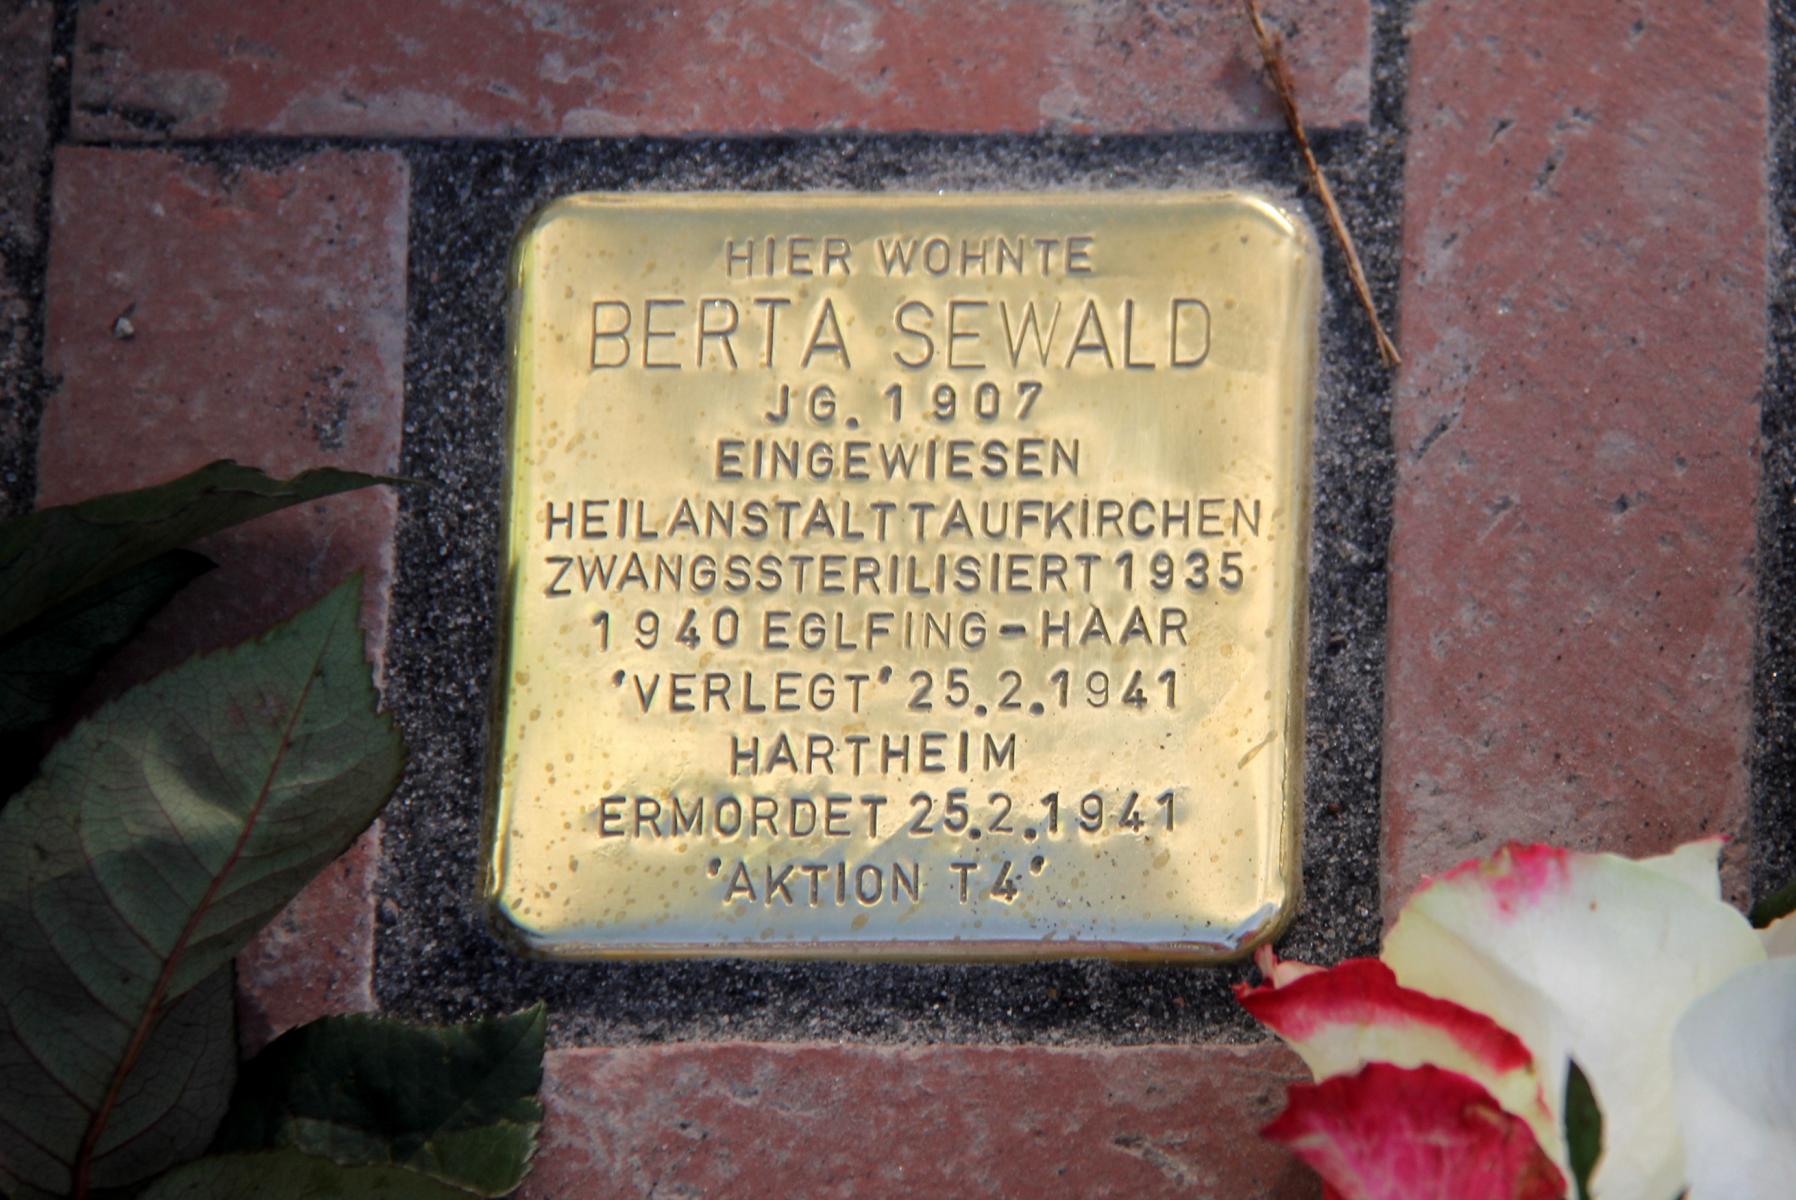 HIER WOHNTE
BERTA SEWALD
JG. 1907
EINGEWIESEN
HEILANSTALT TAUFKIRCHEN
ZWANGSSTERILISIERT 1935
1940 EGLFING-HAAR
'VERLEGT' 25.2.1941
HARTHEIM
ERMORDET 25.2.1941
'AKTION T4'